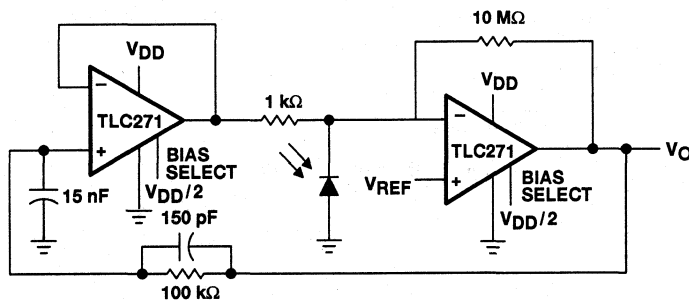 10 MΩ
VDD
−
TLC271
+
BIAS
SELECT
VDD/2
15 nF
1 kΩ
VDD
−
TLC271
+
VREF
BIAS
SELECT
VDD/2
VO
150 pF
100 kΩ